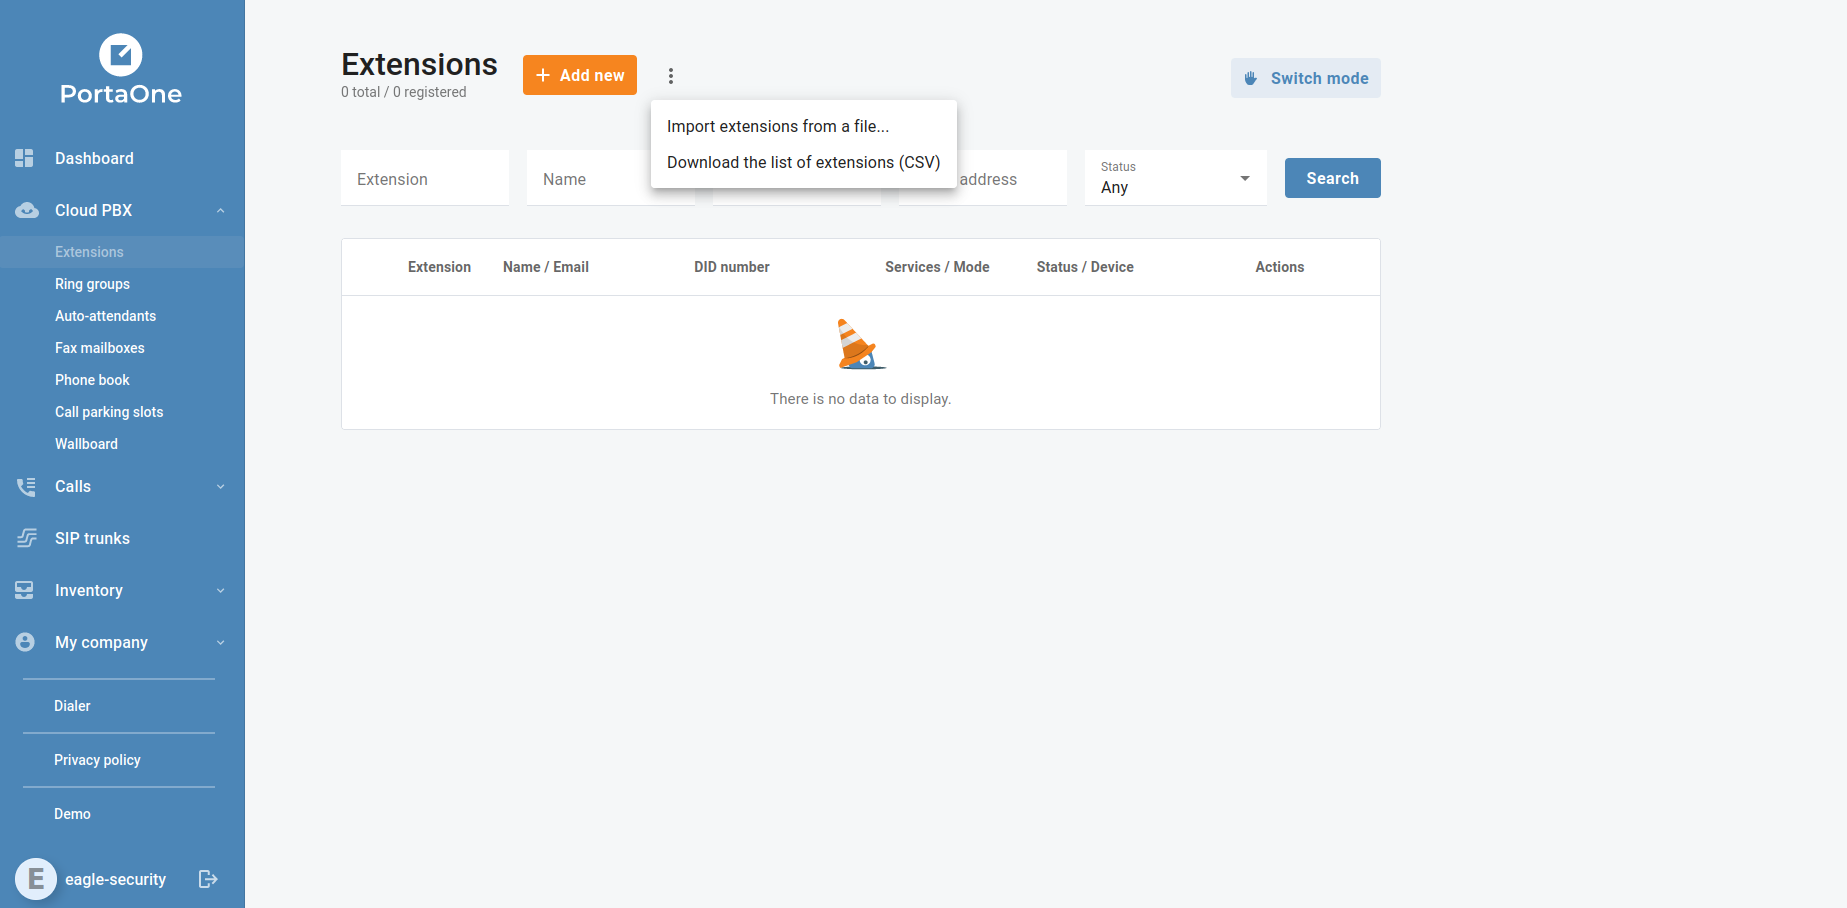 PortaOne
Dashboard
Cloud PBX
Extensions
Ring groups
Auto-attendants
Fax mailboxes
Phone book
Call parking slots
Wallboard
Calls
SIP trunks
Inventory
My company
Dialer
Privacy policy
Demo
E eagle-security
Extensions
0 total / 0 registered
+ Add new
Switch mode
Import extensions from a file...
Download the list of extensions (CSV)
Extension
Name
address
Status
Any
Search
Extension Name / Email DID number Services / Mode Status / Device Actions
There is no data to display.